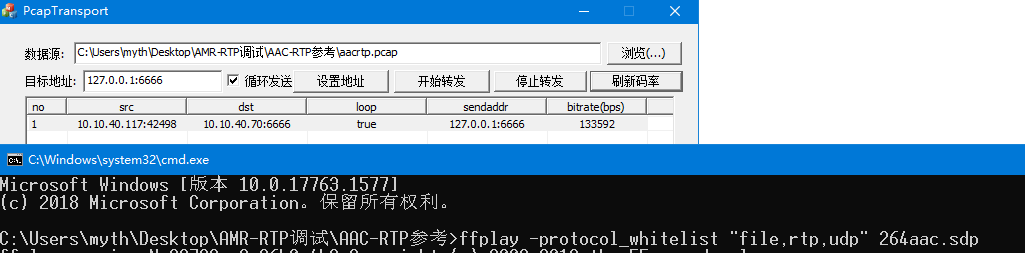 PcapTransport
数据源: C:\Users\myth\Desktop\AMR-RTP调试\AAC-RTP参考\aacrtp.pcap 浏览(...)
目标地址: 127.0.0.1:6666 循环发送 设置地址 开始转发 停止转发 刷新码率
no src dst loop sendaddr bitrate(bps)
1 10.10.40.117:42498 10.10.40.70:6666 true 127.0.0.1:6666 133592
C:\Windows\system32\cmd.exe
Microsoft Windows [版本 10.0.17763.1577]
(c) 2018 Microsoft Corporation。保留所有权利。
C:\Users\myth\Desktop\AMR-RTP调试\AAC-RTP参考>ffplay -protocol_whitelist "file,rtp,udp" 264aac.sdp